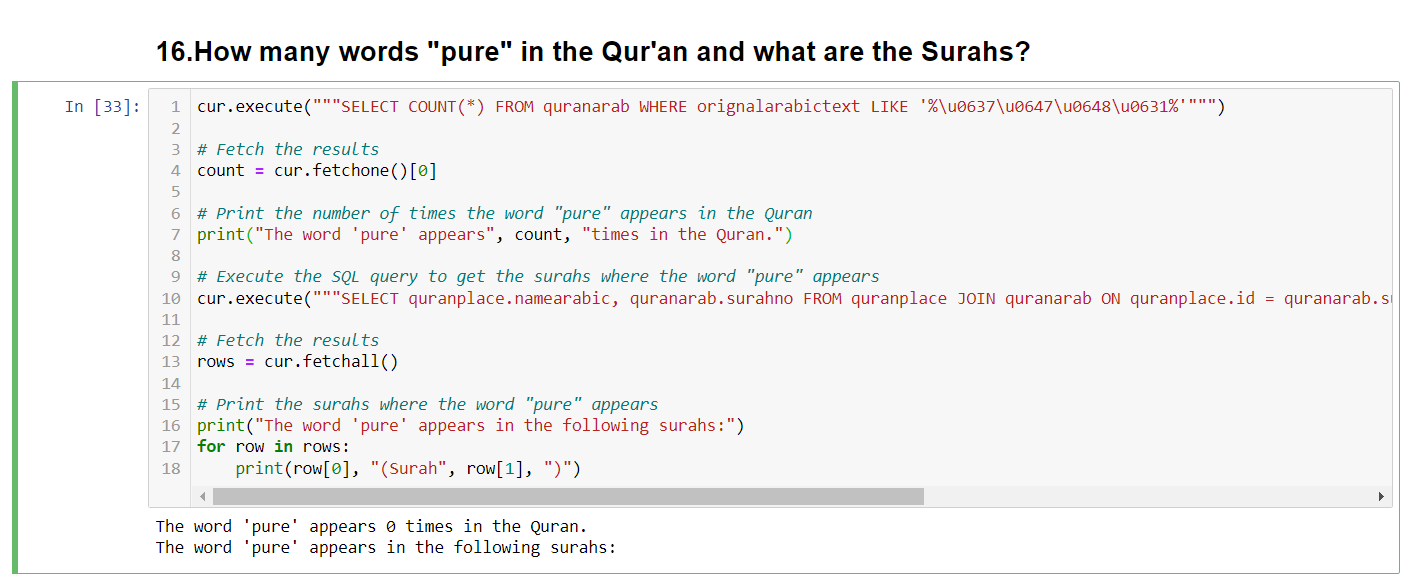 16.How many words "pure" in the Qur'an and what are the Surahs?
In [33]:
1 cur.execute("""SELECT COUNT(*) FROM quranarab WHERE orignalarabictext LIKE '%\u0637\u0647\u0648\u0631%'""")
2
3 # Fetch the results
4 count = cur.fetchone()[0]
5
6 # Print the number of times the word "pure" appears in the Quran
7 print("The word 'pure' appears", count, "times in the Quran.")
8
9 # Execute the SQL query to get the surahs where the word "pure" appears
10 cur.execute("""SELECT quranplace.namearabic, quranarab.surahno FROM quranplace JOIN quranarab ON quranplace.id = quranarab.s
11
12 # Fetch the results
13 rows = cur.fetchall()
14
15 # Print the surahs where the word "pure" appears
16 print("The word 'pure' appears in the following surahs:")
17 for row in rows:
18     print(row[0], "(Surah", row[1], ")")
The word 'pure' appears 0 times in the Quran.
The word 'pure' appears in the following surahs: